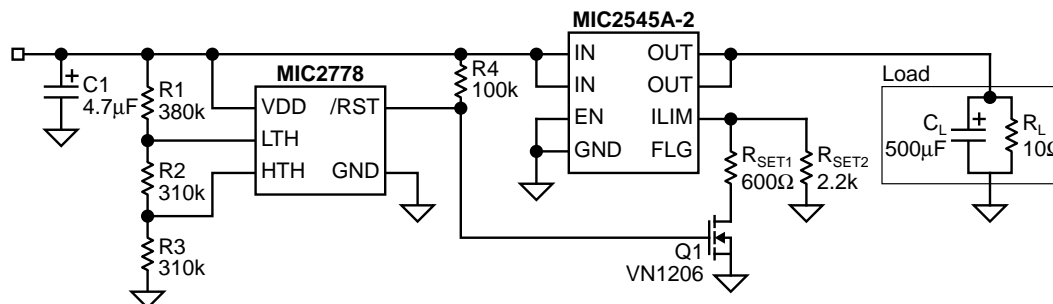 MIC2545A-2
MIC2778
C1
4.7µF
R1
380k
R2
310k
R3
310k
VDD
LTH
HTH
/RST
GND
R4
100k
IN
IN
EN
GND
OUT
OUT
ILIM
FLG
RSET1
600Ω
RSET2
2.2k
Q1
VN1206
Load
CL
500µF
RL
10Ω
+
+